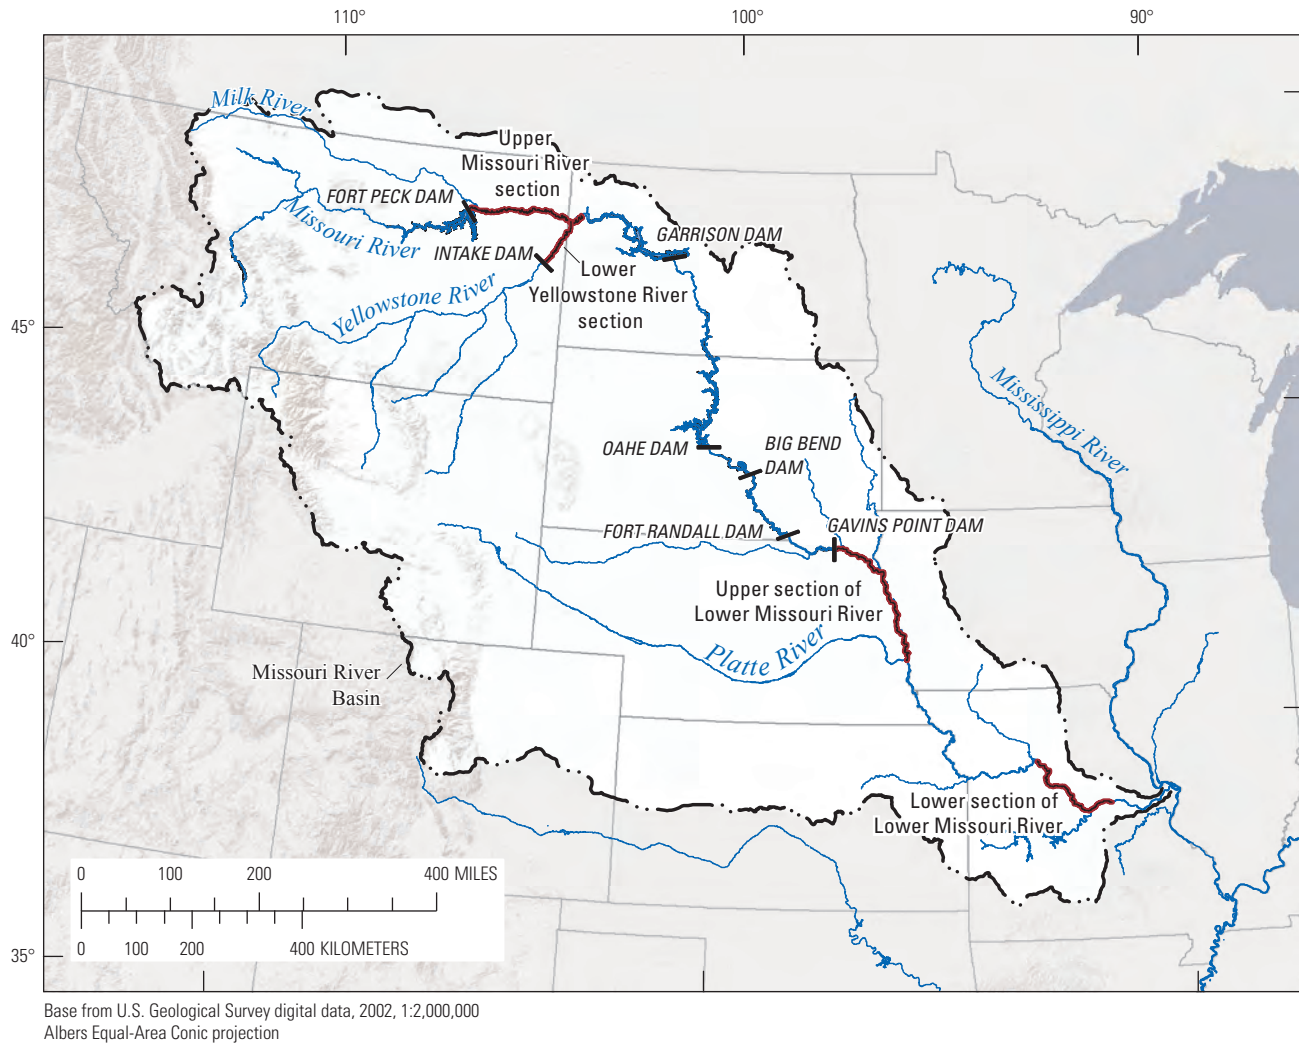 110°
100°
90°
45°
40°
35°
Milk River
Upper
Missouri River
section
FORT PECK DAM
Missouri River
INTAKE DAM
GARRISON DAM
Lower
Yellowstone River
section
Yellowstone River
Mississippi River
OAHE DAM
BIG BEND
DAM
FORT RANDALL DAM
GAVINS POINT DAM
Upper section of
Lower Missouri River
Platte River
Missouri River
Basin
Lower section of
Lower Missouri River
0 100 200 400 MILES
0 100 200 400 KILOMETERS
Base from U.S. Geological Survey digital data, 2002, 1:2,000,000
Albers Equal-Area Conic projection